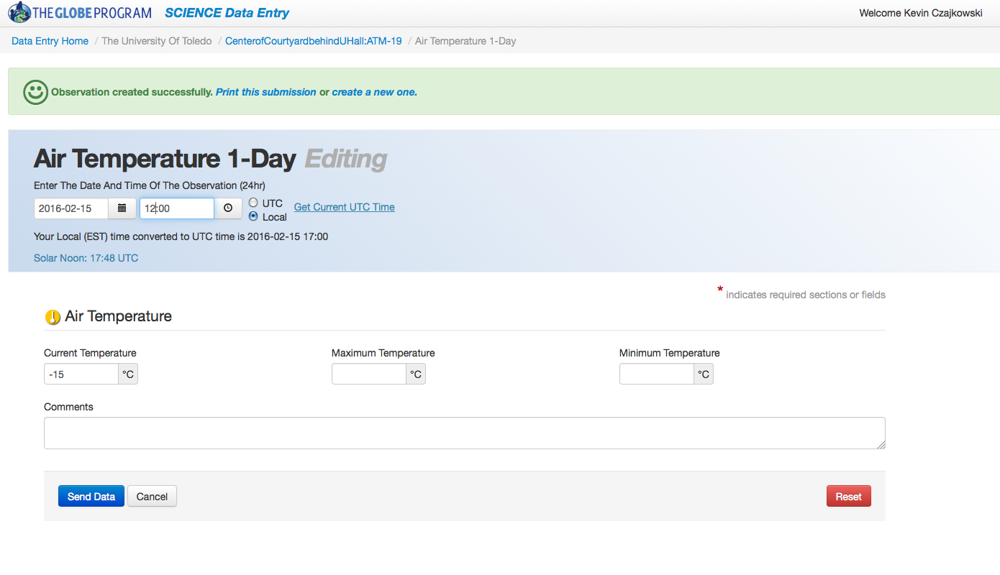 THE GLOBE PROGRAM SCIENCE Data Entry Welcome Kevin Czajkowski
Data Entry Home / The University Of Toledo / CenterofCourtyardbehindUHall:ATM-19 / Air Temperature 1-Day
Observation created successfully. Print this submission or create a new one.
Air Temperature 1-Day Editing
Enter The Date And Time Of The Observation (24hr)
2016-02-15 12:00 UTC Get Current UTC Time
Local
Your Local (EST) time converted to UTC time is 2016-02-15 17:00
Solar Noon: 17:48 UTC
* indicates required sections or fields
Air Temperature
Current Temperature Maximum Temperature Minimum Temperature
-15 °C °C °C
Comments
Send Data Cancel Reset